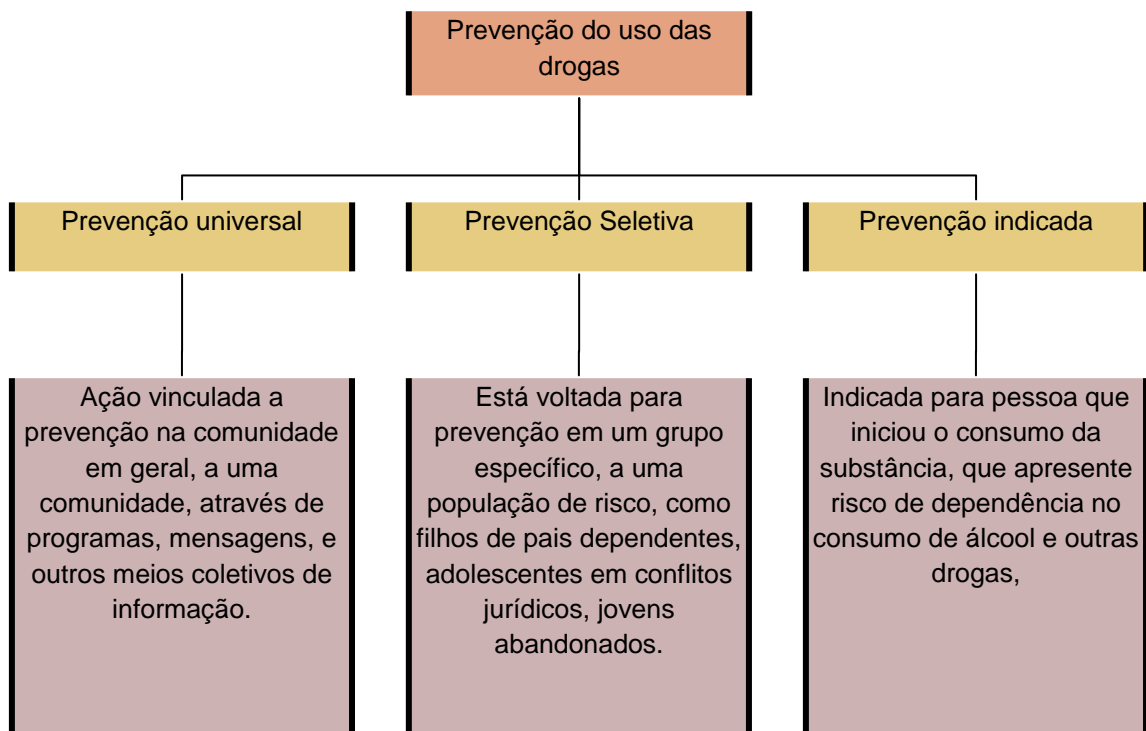 Prevenção do uso das
drogas
Prevenção universal
Prevenção Seletiva
Prevenção indicada
Ação vinculada a
prevenção na comunidade
em geral, a uma
comunidade, através de
programas, mensagens, e
outros meios coletivos de
informação.
Está voltada para
prevenção em um grupo
específico, a uma
população de risco, como
filhos de pais dependentes,
adolescentes em conflitos
jurídicos, jovens
abandonados.
Indicada para pessoa que
iniciou o consumo da
substância, que apresente
risco de dependência no
consumo de álcool e outras
drogas,